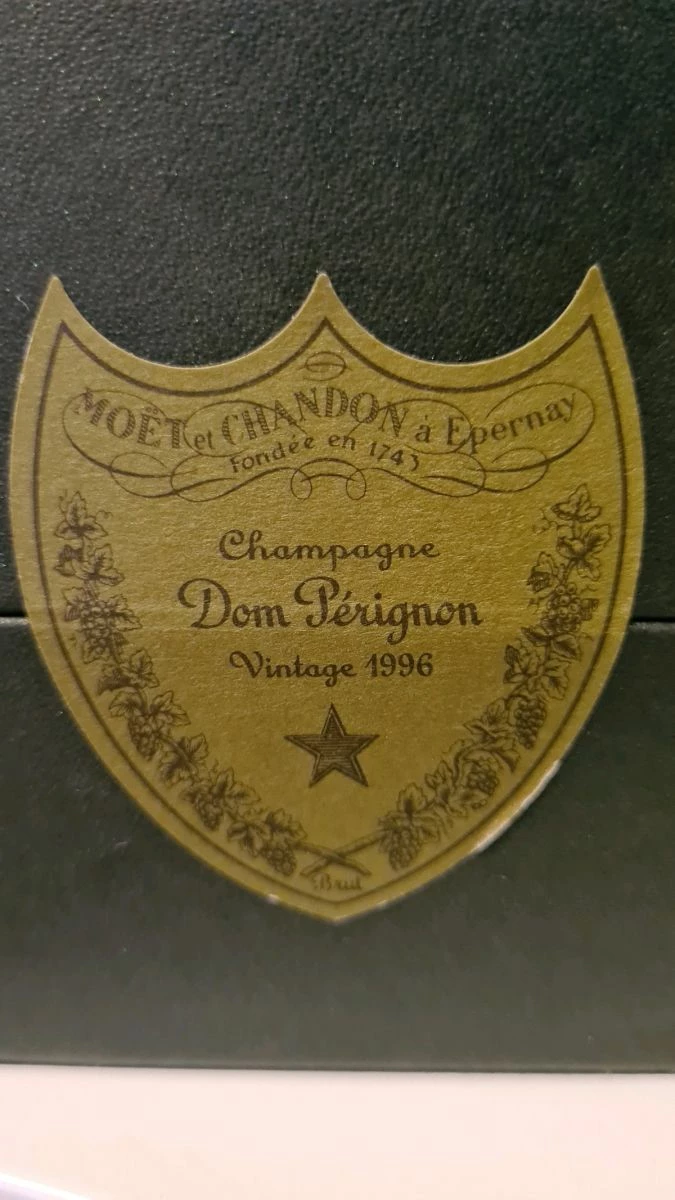 MOËT et CHANDON à Epernay
Fondée en 1743
Champagne
Dom Pérignon
Vintage 1996
Brut